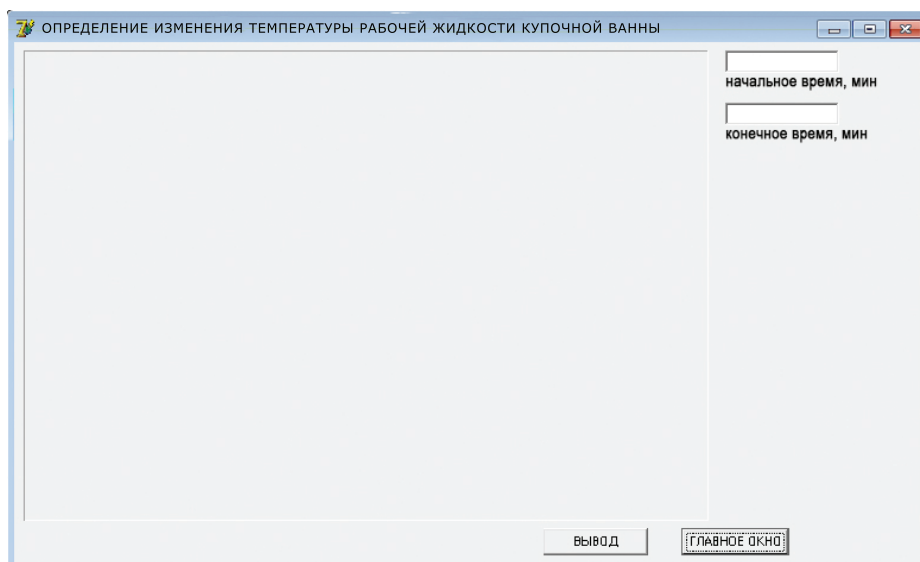 ОПРЕДЕЛЕНИЕ ИЗМЕНЕНИЯ ТЕМПЕРАТУРЫ РАБОЧЕЙ ЖИДКОСТИ КУПОЧНОЙ ВАННЫ
начальное время, мин
конечное время, мин
ВЫВОД
ГЛАВНОЕ ОКНО